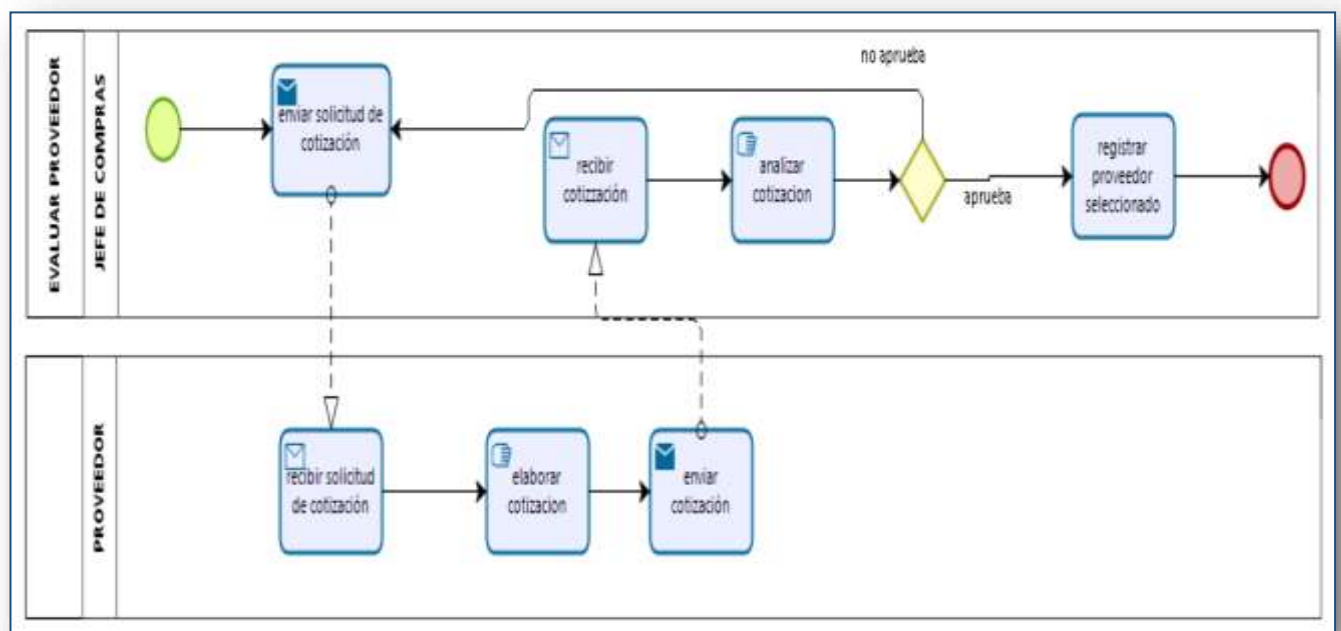 EVALUAR PROVEEDOR
JEFE DE COMPRAS
no aprueba
enviar solicitud de
cotización
recibir
cotizzación
analizar
cotizacion
aprueba
registrar
proveedor
seleccionado
PROVEEDOR
recibir solicitud
de cotización
elaborar
cotizacion
enviar
cotización